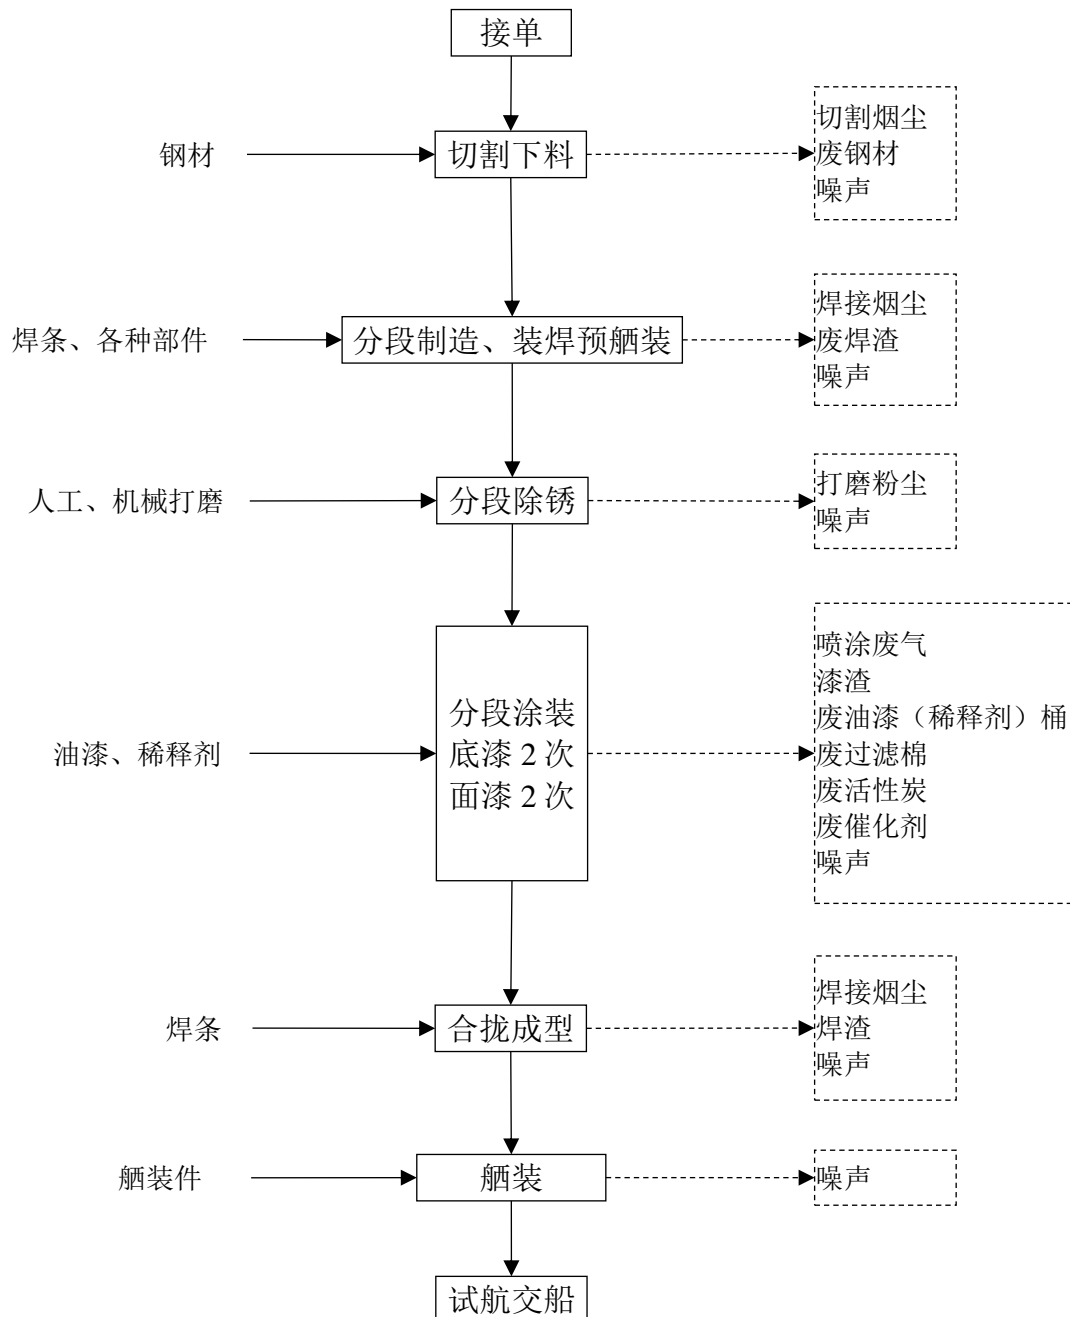 接单
切割烟尘
钢材
切割下料
废钢材
噪声
焊接烟尘
焊条、各种部件
分段制造、装焊预舾装
废焊渣
噪声
人工、机械打磨
分段除锈
打磨粉尘
噪声
油漆、稀释剂
分段涂装
底漆 2 次
面漆 2 次
喷涂废气
漆渣
废油漆（稀释剂）桶
废过滤棉
废活性炭
废催化剂
噪声
焊条
合拢成型
焊接烟尘
焊渣
噪声
舾装件
舾装
噪声
试航交船